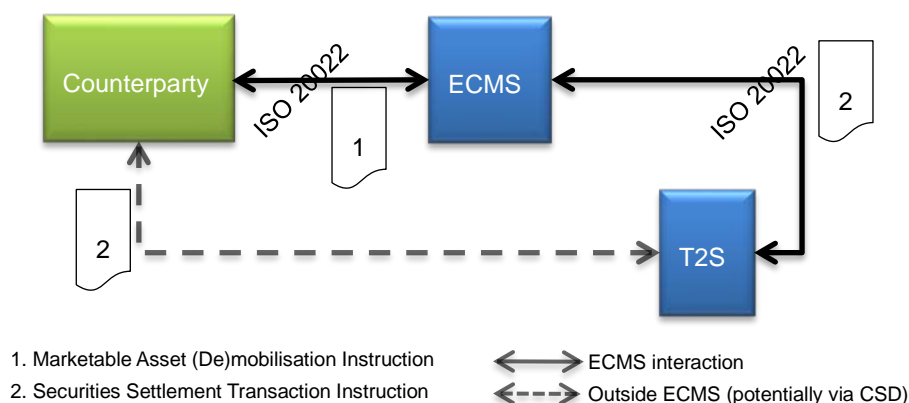 Counterparty
ISO 20022
ECMS
ISO 20022
2
1
2
T2S
1. Marketable Asset (De)mobilisation Instruction
ECMS interaction
2. Securities Settlement Transaction Instruction
Outside ECMS (potentially via CSD)